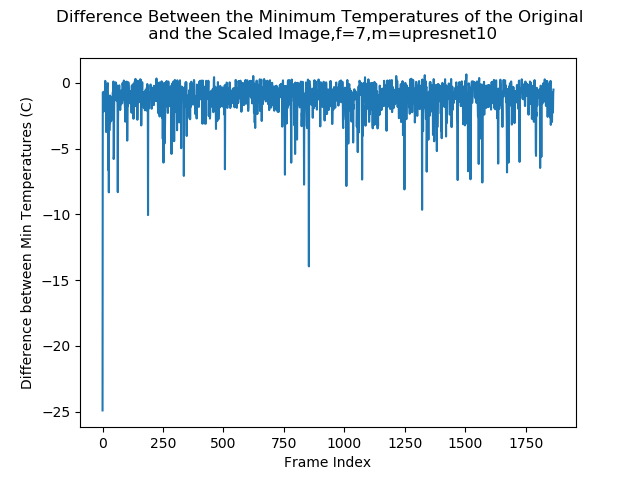 Difference Between the Minimum Temperatures of the Original
and the Scaled Image,f=7,m=upresnet10
Difference between Min Temperatures (C)
0
−5
−10
−15
−20
−25
0 250 500 750 1000 1250 1500 1750
Frame Index